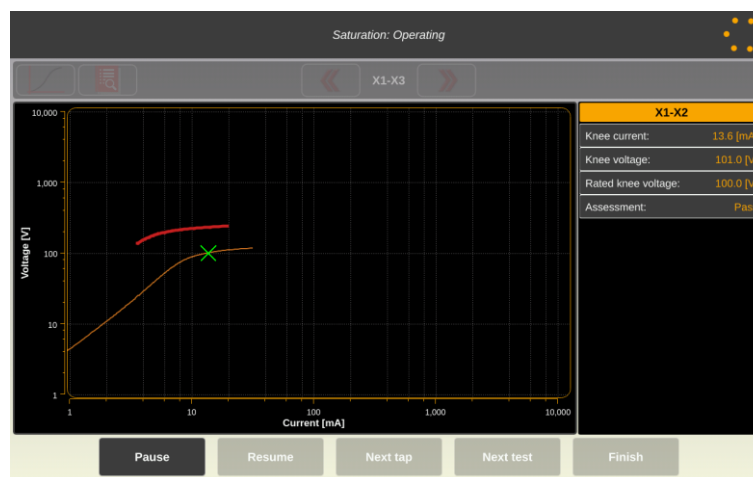 Saturation: Operating
X1-X3
X1-X2
Knee current: 13.6 [mA
Knee voltage: 101.0 [V
Rated knee voltage: 100.0 [V
Assessment: Pas
Voltage [V]
10,000
1,000
100
10
1
1 10 100 1,000 10,000
Current [mA]
Pause Resume Next tap Next test Finish